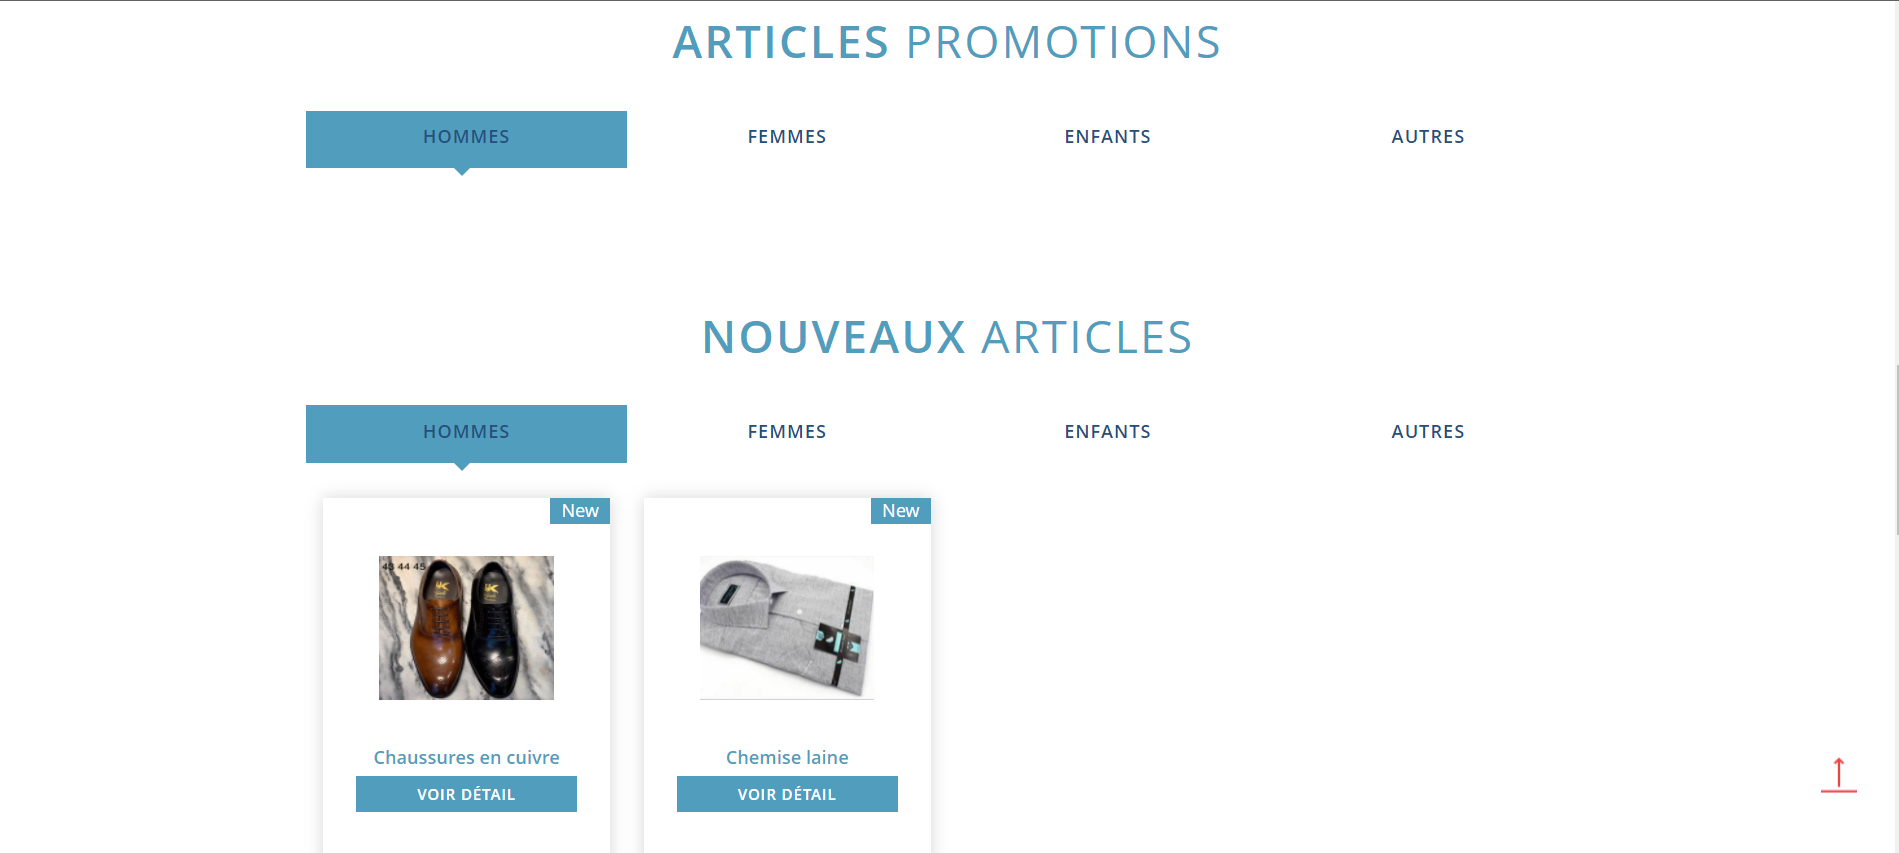 ARTICLES PROMOTIONS
HOMMES FEMMES ENFANTS AUTRES
NOUVEAUX ARTICLES
HOMMES FEMMES ENFANTS AUTRES
New New
43 44 45
Chaussures en cuivre Chemise laine
VOIR DÉTAIL VOIR DÉTAIL